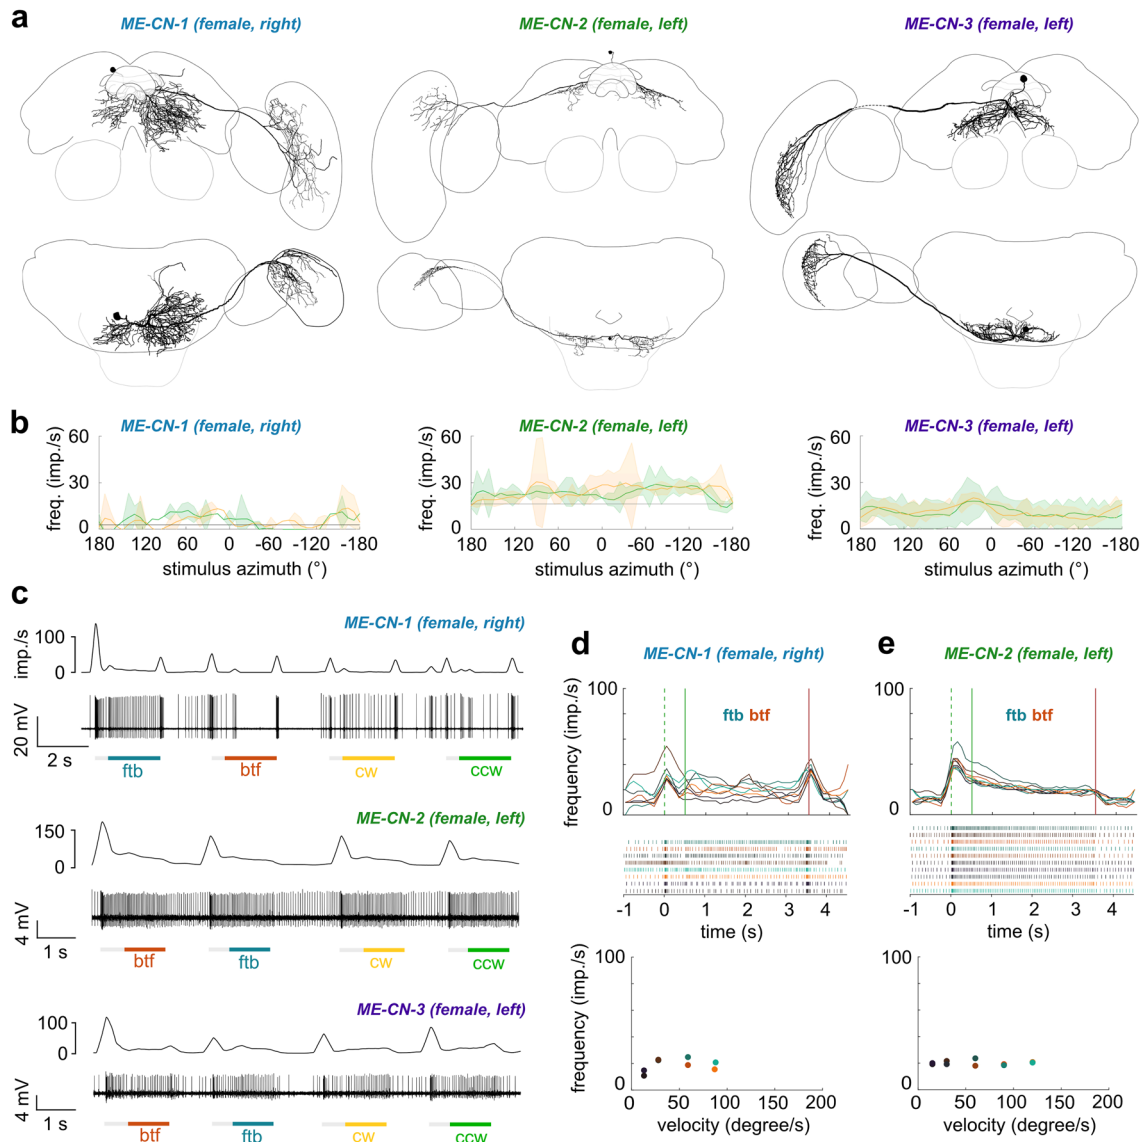 a
ME-CN-1 (female, right)
ME-CN-2 (female, left)
ME-CN-3 (female, left)
b
ME-CN-1 (female, right)
ME-CN-2 (female, left)
ME-CN-3 (female, left)
freq. (imp./s)
60
30
0
180 120 60 0 -60 -120 -180
stimulus azimuth (°)
freq. (imp./s)
60
30
0
180 120 60 0 -60 -120 -180
stimulus azimuth (°)
freq. (imp./s)
60
30
0
180 120 60 0 -60 -120 -180
stimulus azimuth (°)
c
ME-CN-1 (female, right)
imp./s
100
0
20 mV
2 s
ftb btf cw ccw
ME-CN-2 (female, left)
150
0
4 mV
1 s
btf ftb cw ccw
ME-CN-3 (female, left)
100
0
4 mV
1 s
btf ftb cw ccw
d
ME-CN-1 (female, right)
frequency (imp./s)
100
0
ftb btf
-1 0 1 2 3 4
time (s)
frequency (imp./s)
100
0
0 50 100 150 200
velocity (degree/s)
e
ME-CN-2 (female, left)
100
0
ftb btf
-1 0 1 2 3 4
time (s)
100
0
0 50 100 150 200
velocity (degree/s)